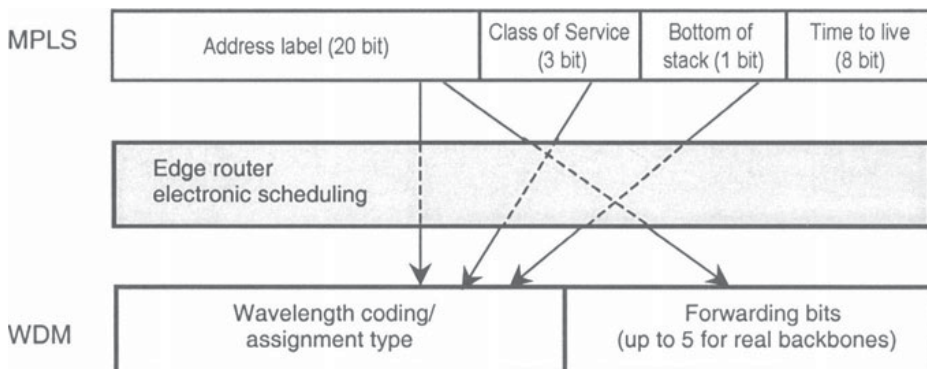 MPLS
Address label (20 bit)
Class of Service
(3 bit)
Bottom of
stack (1 bit)
Time to live
(8 bit)
Edge router
electronic scheduling
WDM
Wavelength coding/
assignment type
Forwarding bits
(up to 5 for real backbones)